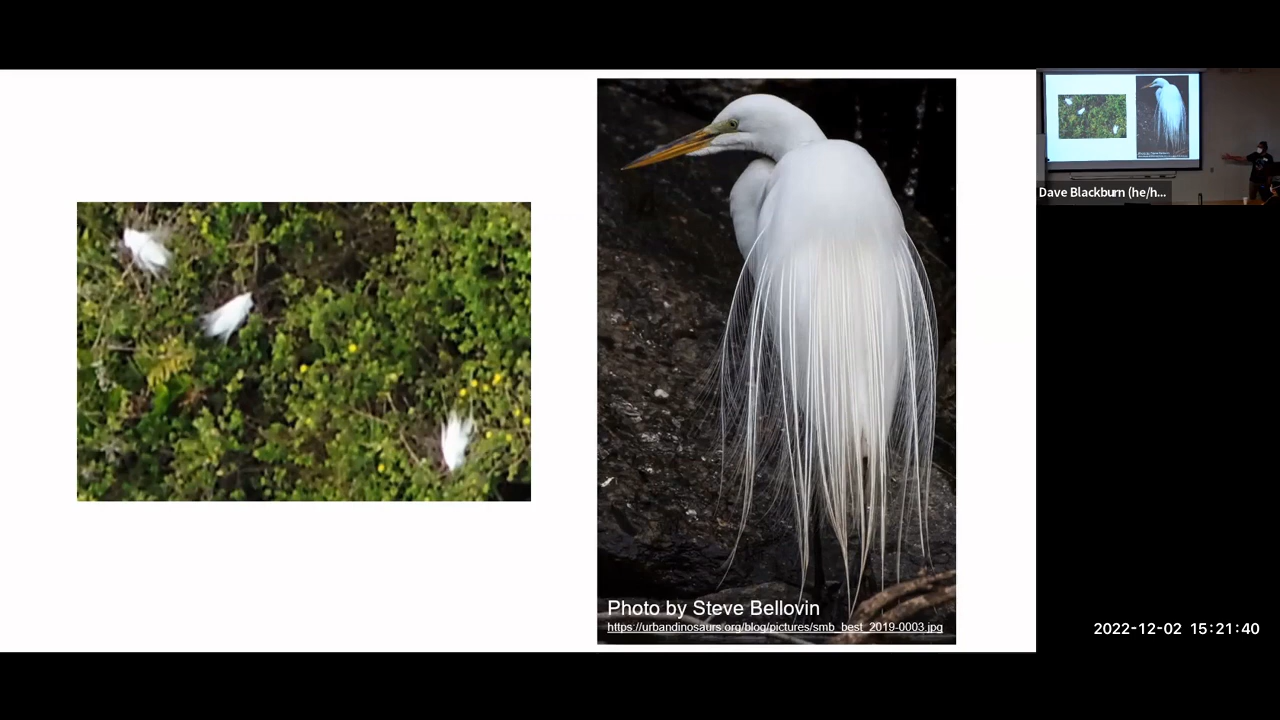 Photo by Steve Bellovin
https://urbandinosaurs.org/blog/pictures/smb_best_2019-0003.jpg
Dave Blackburn (he/h...
2022-12-02 15:21:40